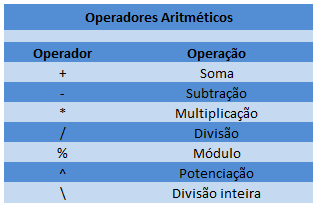 Operadores Aritméticos
Operador Operação
+ Soma
- Subtração
* Multiplicação
/ Divisão
% Módulo
^ Potenciação
\ Divisão inteira